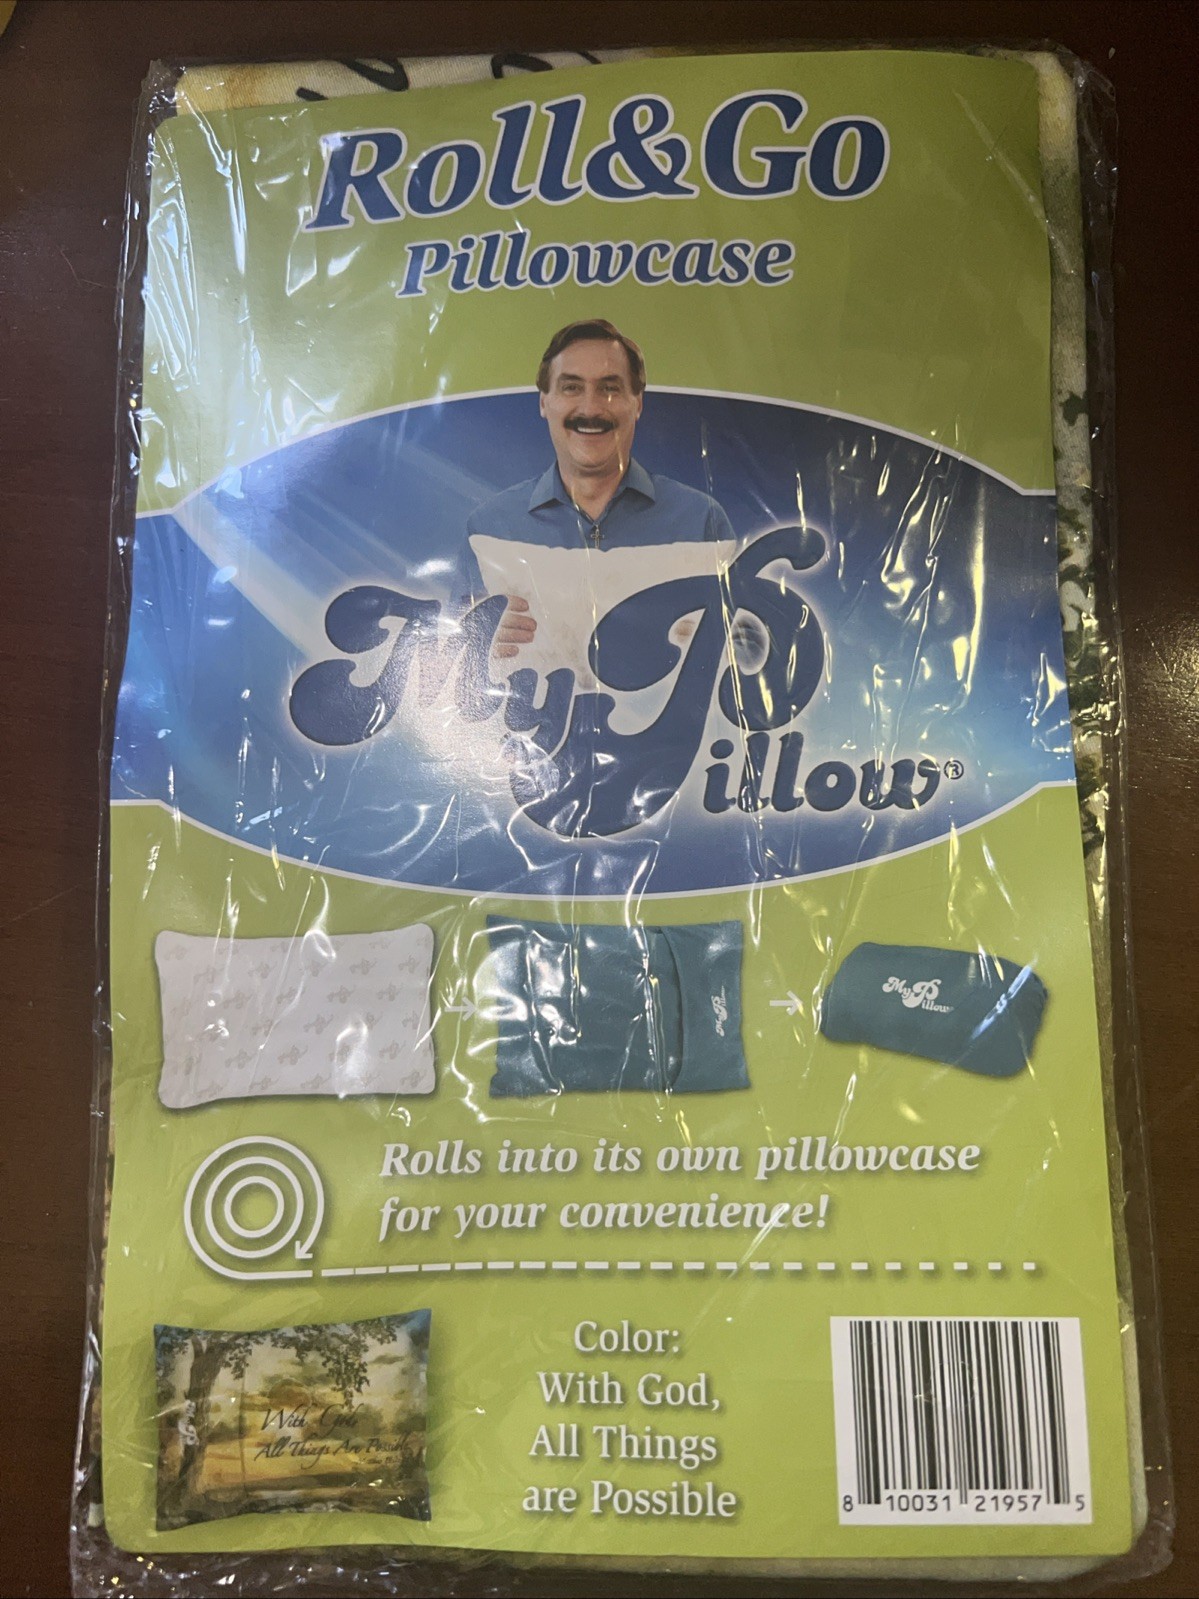 Roll&Go
Pillowcase
MyPillow®
MyPillow
MyPillow
Rolls into its own pillowcase
for your convenience!
With God,
All Things Are Possible
Color:
With God,
All Things
are Possible
8 10031 21957 5